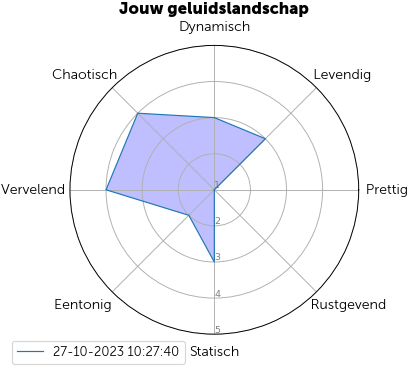 Jouw geluidslandschap
Dynamisch
Chaotisch
Levendig
Vervelend
Prettig
1
2
3
4
5
Eentonig
Rustgevend
27-10-2023 10:27:40
Statisch